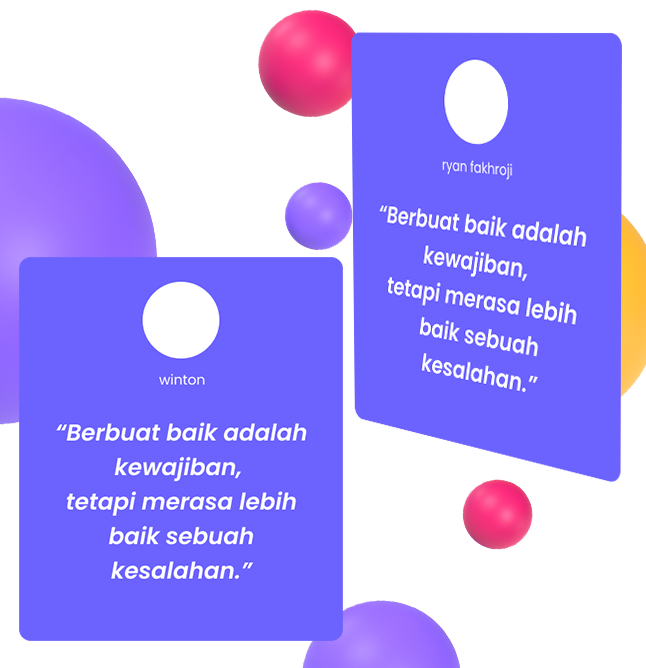 ryan fakhroji
“Berbuat baik adalah
kewajiban,
tetapi merasa lebih
baik sebuah
kesalahan.”
winton
“Berbuat baik adalah
kewajiban,
tetapi merasa lebih
baik sebuah
kesalahan.”